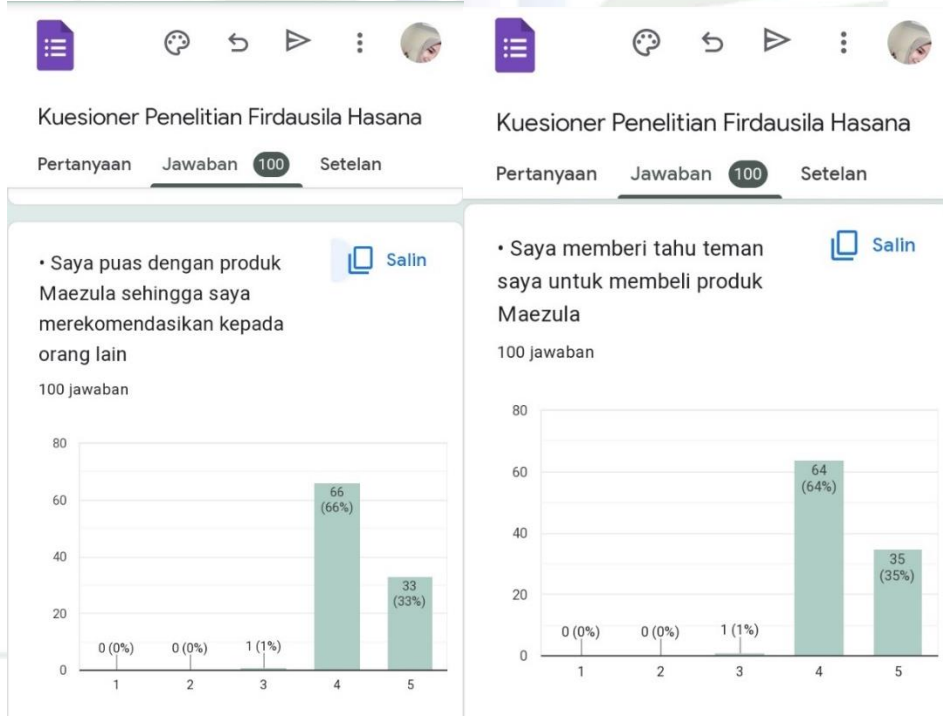 Kuesioner Penelitian Firdausila Hasana
Pertanyaan Jawaban 100 Setelan
• Saya puas dengan produk
Maezula sehingga saya
merekomendasikan kepada
orang lain
Salin
100 jawaban
80
60
40
20
0
0 (0%)
0 (0%)
1 (1%)
66
(66%)
33
(33%)
1 2 3 4 5
Kuesioner Penelitian Firdausila Hasana
Pertanyaan Jawaban 100 Setelan
• Saya memberi tahu teman
saya untuk membeli produk
Maezula
Salin
100 jawaban
80
60
40
20
0
0 (0%)
0 (0%)
1 (1%)
64
(64%)
35
(35%)
1 2 3 4 5